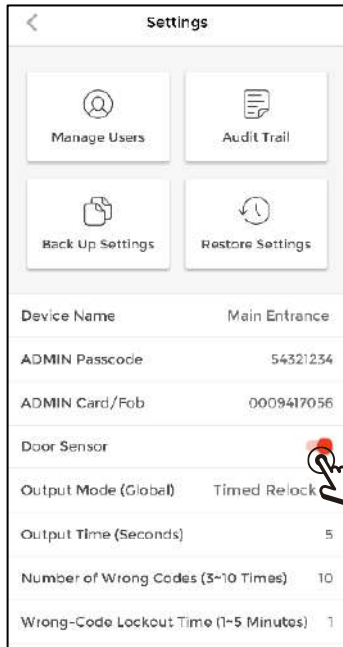 Settings
Manage Users
Audit Trail
Back Up Settings
Restore Settings
Device Name Main Entrance
ADMIN Passcode 54321234
ADMIN Card/Fob 0009417056
Door Sensor
Output Mode (Global) Timed Relock
Output Time (Seconds) 5
Number of Wrong Codes (3~10 Times) 10
Wrong-Code Lockout Time (1~5 Minutes) 1